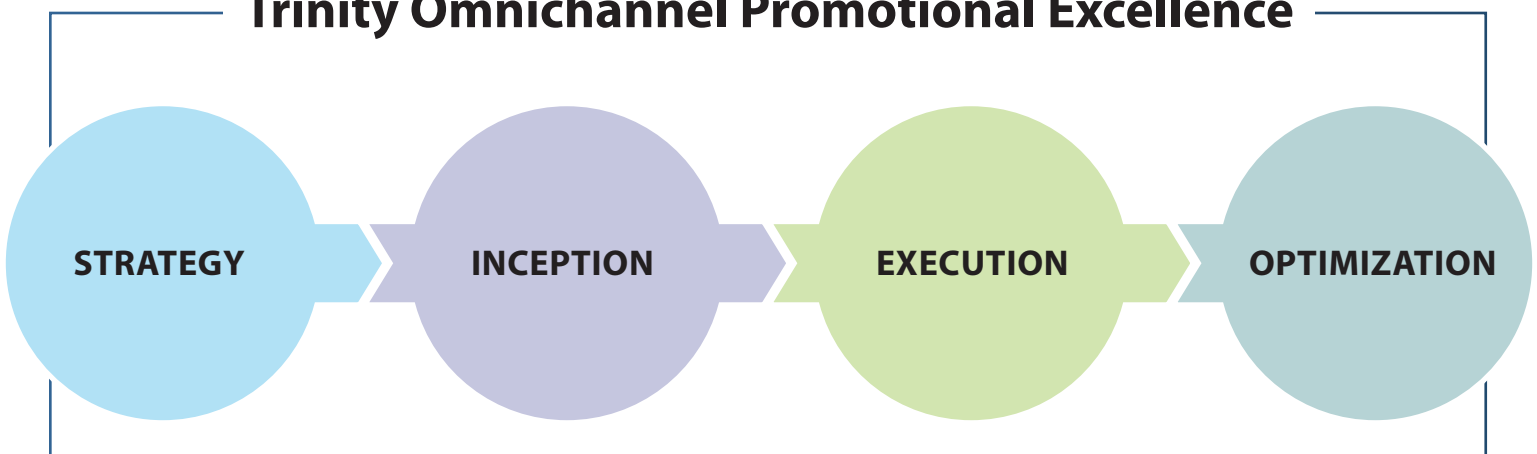 Trinity Omnichannel Promotional Excellence
STRATEGY
INCEPTION
EXECUTION
OPTIMIZATION